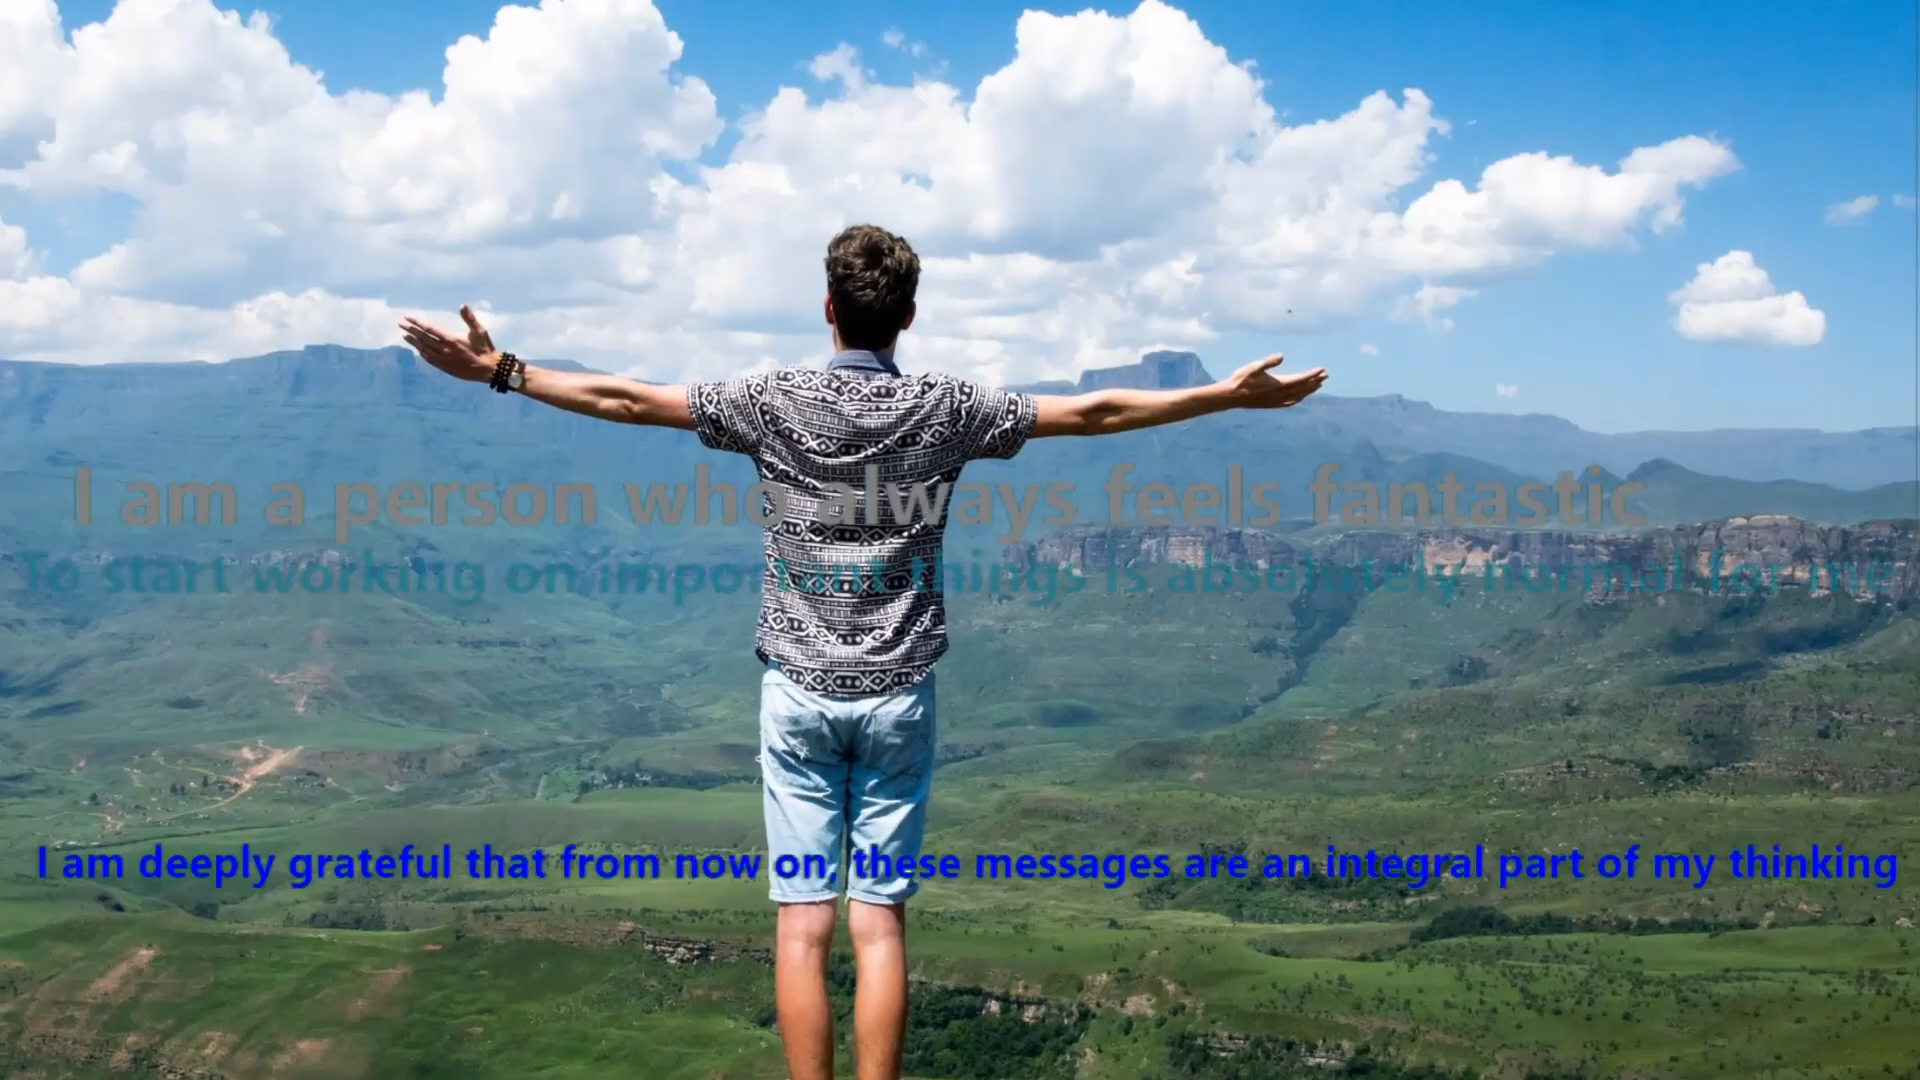 I am a person who always feels fantastic
To start working on important things is absolutely normal for me
I am deeply grateful that from now on, these messages are an integral part of my thinking